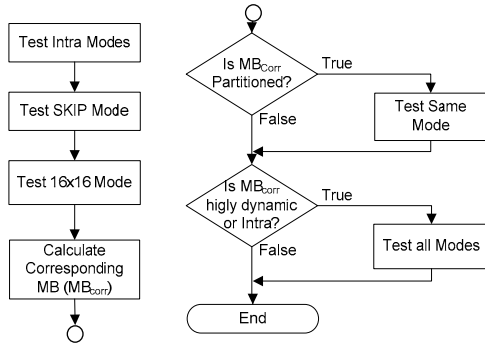 Test Intra Modes
Test SKIP Mode
Test 16x16 Mode
Calculate
Corresponding
MB (MBcorr)
Is MBCorr
Partitioned?
True
False
Test Same
Mode
Is MBcorr
higly dynamic
or Intra?
True
False
Test all Modes
End